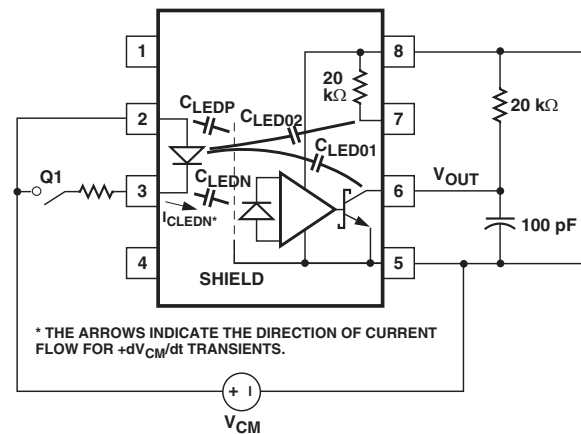 1
8
20
kΩ
CLEDP
CLED02
20 kΩ
2
7
CLED01
Q1
CLEDN
VOUT
3
6
ICLEDN*
100 pF
4
SHIELD
5
* THE ARROWS INDICATE THE DIRECTION OF CURRENT
FLOW FOR +dVCM/dt TRANSIENTS.
+ I
VCM